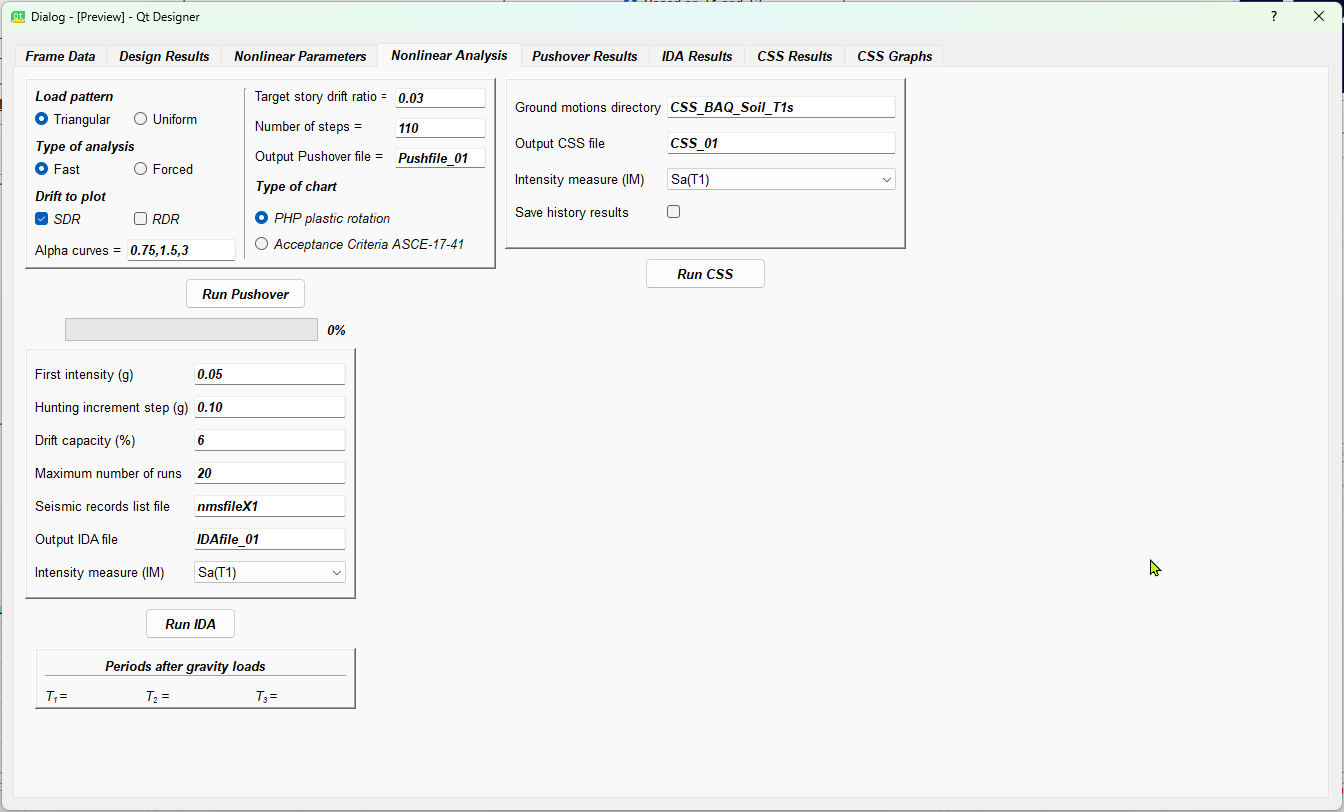 Dialog - [Preview] - Qt Designer
?
Frame Data
Design Results
Nonlinear Parameters
Nonlinear Analysis
Pushover Results
IDA Results
CSS Results
CSS Graphs
Load pattern
Triangular
Uniform
Type of analysis
Fast
Forced
Drift to plot
SDR
RDR
Alpha curves = 0.75,1.5,3
Target story drift ratio = 0.03
Number of steps = 110
Output Pushover file = Pushfile_01
Type of chart
PHP plastic rotation
Acceptance Criteria ASCE-17-41
Run Pushover
0%
Ground motions directory CSS_BAQ_Soil_T1s
Output CSS file CSS_01
Intensity measure (IM) Sa(T1)
Save history results
Run CSS
First intensity (g) 0.05
Hunting increment step (g) 0.10
Drift capacity (%) 6
Maximum number of runs 20
Seismic records list file nmsfileX1
Output IDA file IDAfile_01
Intensity measure (IM) Sa(T1)
Run IDA
Periods after gravity loads
T1 =
T2 =
T3 =